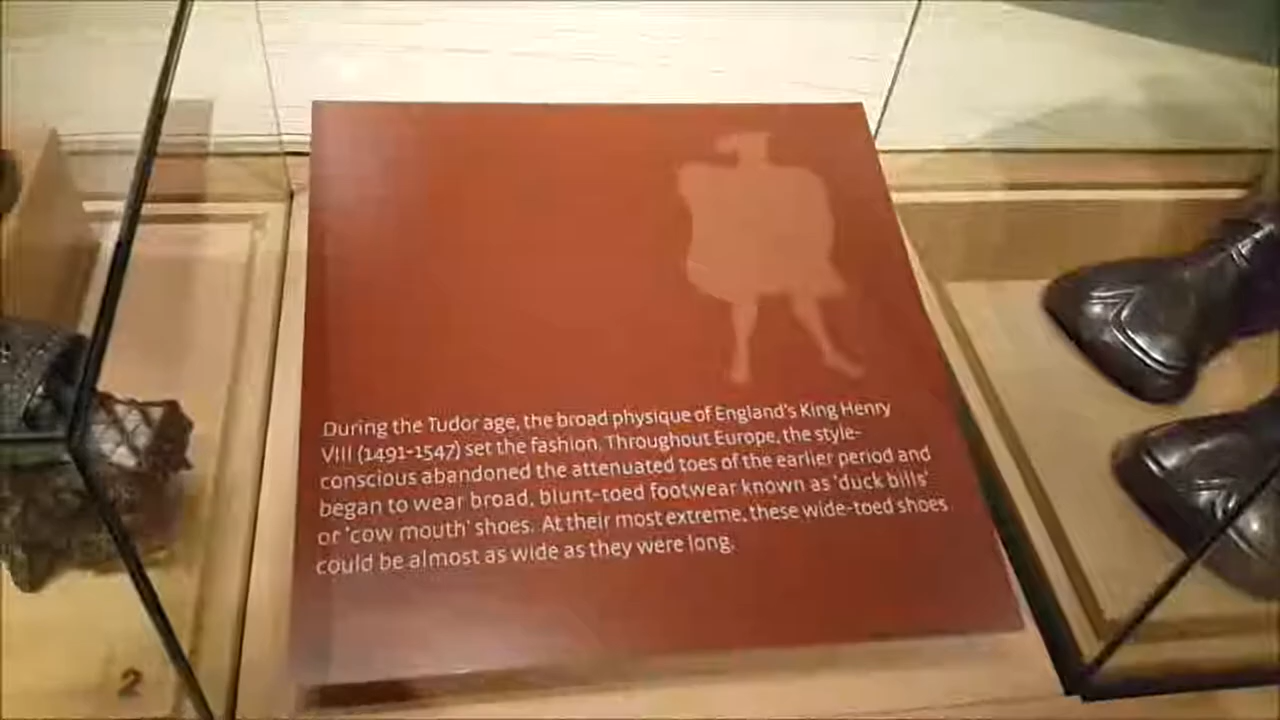 During the Tudor age, the broad physique of England's King Henry
VIII (1491-1547) set the fashion. Throughout Europe, the style-
conscious abandoned the attenuated toes of the earlier period and
began to wear broad, blunt-toed footwear known as 'duck bills'
or 'cow mouth' shoes. At their most extreme, these wide-toed shoes
could be almost as wide as they were long.
2